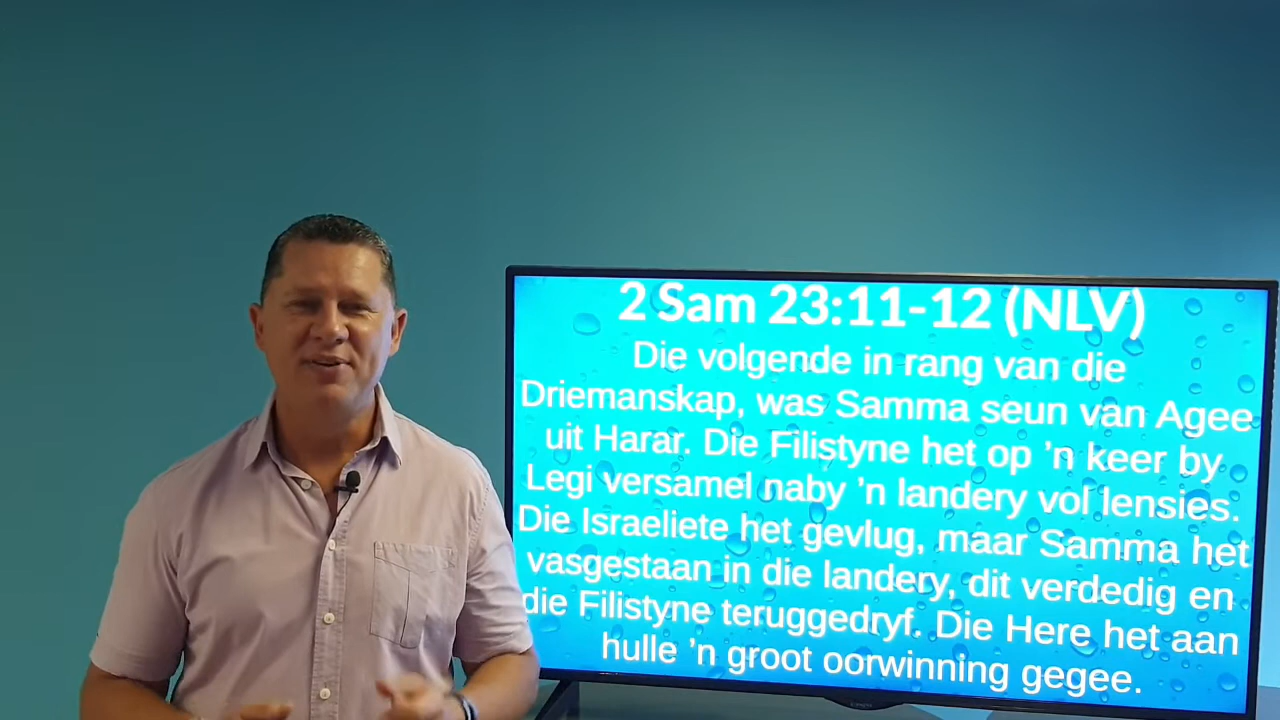 2 Sam 23:11-12 (NLV)
Die volgende in rang van die
Driemanskap, was Samma seun van Agee
uit Harar. Die Filistyne het op ’n keer by
Legi versamel naby ’n landery vol lensies.
Die Israeliete het gevlug, maar Samma het
vasgestaan in die landery, dit verdedig en
die Filistyne teruggedryf. Die Here het aan
hulle ’n groot oorwinning gegee.